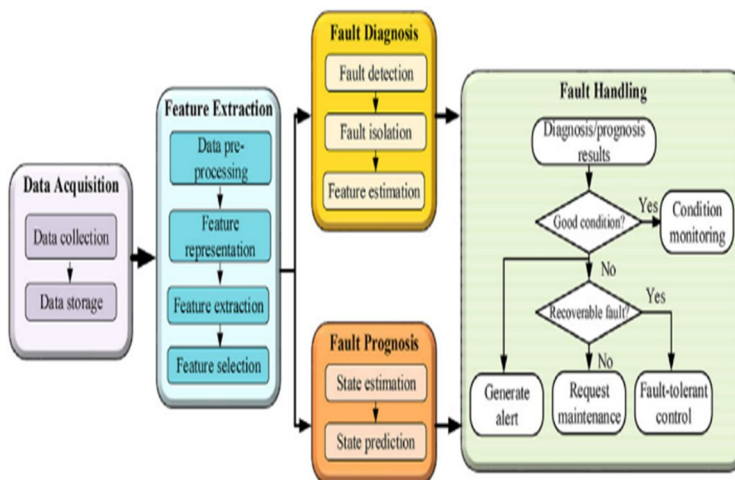 Data Acquisition
Data collection
Data storage
Feature Extraction
Data pre-
processing
Feature
representation
Feature extraction
Feature selection
Fault Diagnosis
Fault detection
Fault isolation
Feature estimation
Fault Prognosis
State estimation
State prediction
Fault Handling
Diagnosis/prognosis
results
Good condition?
Yes
Condition
monitoring
No
Recoverable fault?
Yes
No
Generate
alert
Request
maintenance
Fault-tolerant
control